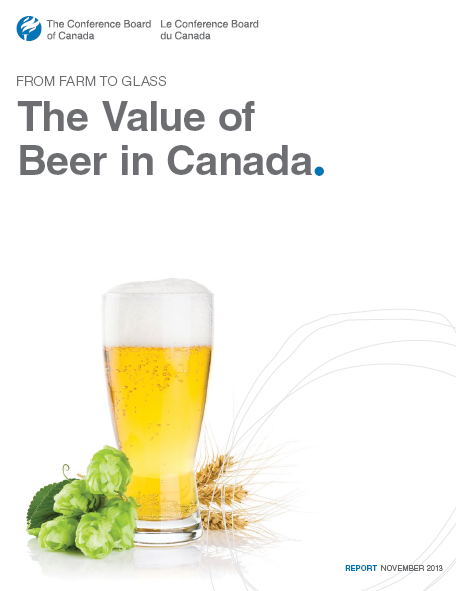 The Conference Board
of Canada
Le Conference Board
du Canada
FROM FARM TO GLASS
The Value of
Beer in Canada.
REPORT NOVEMBER 2013